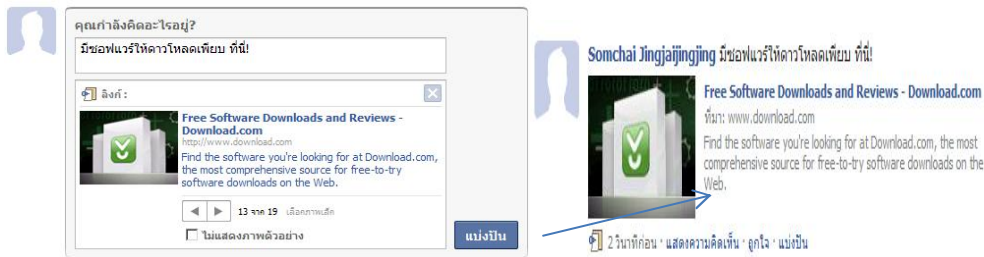 คุณกำลังคิดอะไรอยู่?
มีซอฟแวร์ให้ดาวโหลดเพียบ ที่นี่!
ลิงก์ :
Free Software Downloads and Reviews -
Download.com
http://www.download.com
Find the software you're looking for at Download.com,
the most comprehensive source for free-to-try
software downloads on the Web.
13 จาก 19 เลือกภาพเล็ก
ไม่แสดงภาพตัวอย่าง
แบ่งปัน
Somchai Jingjaijingjing มีซอฟแวร์ให้ดาวโหลดเพียบ ที่นี่!
Free Software Downloads and Reviews - Download.com
ที่มา: www.download.com
Find the software you're looking for at Download.com, the most
comprehensive source for free-to-try software downloads on the
Web.
2 วินาทีก่อน · แสดงความคิดเห็น · ถูกใจ · แบ่งปัน